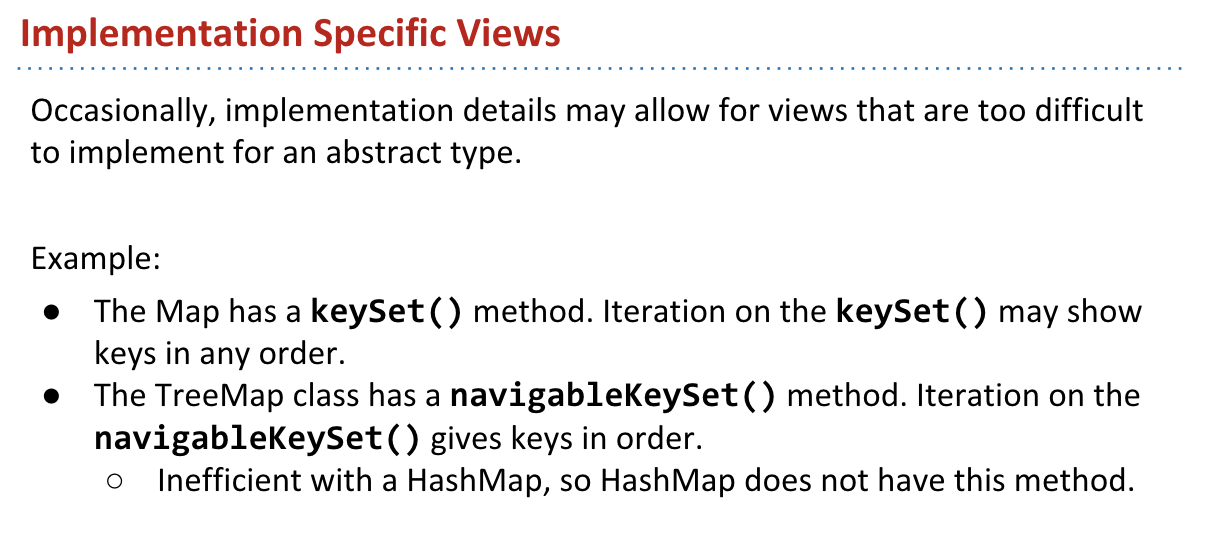 Implementation Specific Views
Occasionally, implementation details may allow for views that are too difficult
to implement for an abstract type.
Example:
● The Map has a keySet() method. Iteration on the keySet() may show
keys in any order.
● The TreeMap class has a navigableKeySet() method. Iteration on the
navigableKeySet() gives keys in order.
○ Inefficient with a HashMap, so HashMap does not have this method.